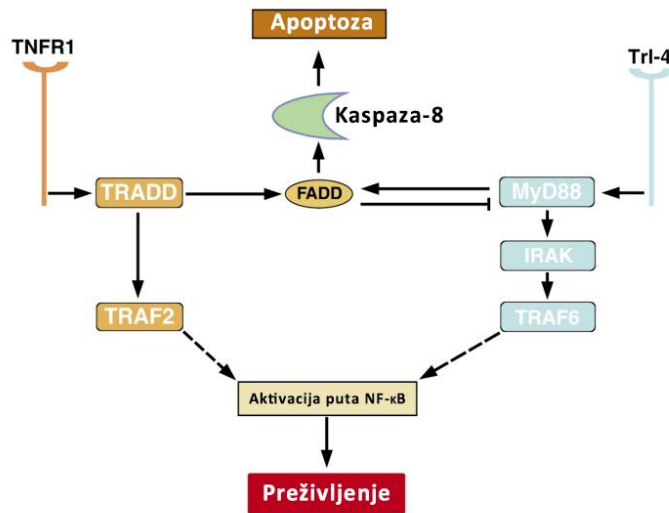 Apoptoza
TNFR1
Trl-4
Kaspaza-8
TRADD
FADD
MyD88
IRAK
TRAF2
TRAF6
Aktivacija puta NF-κB
Preživljenje